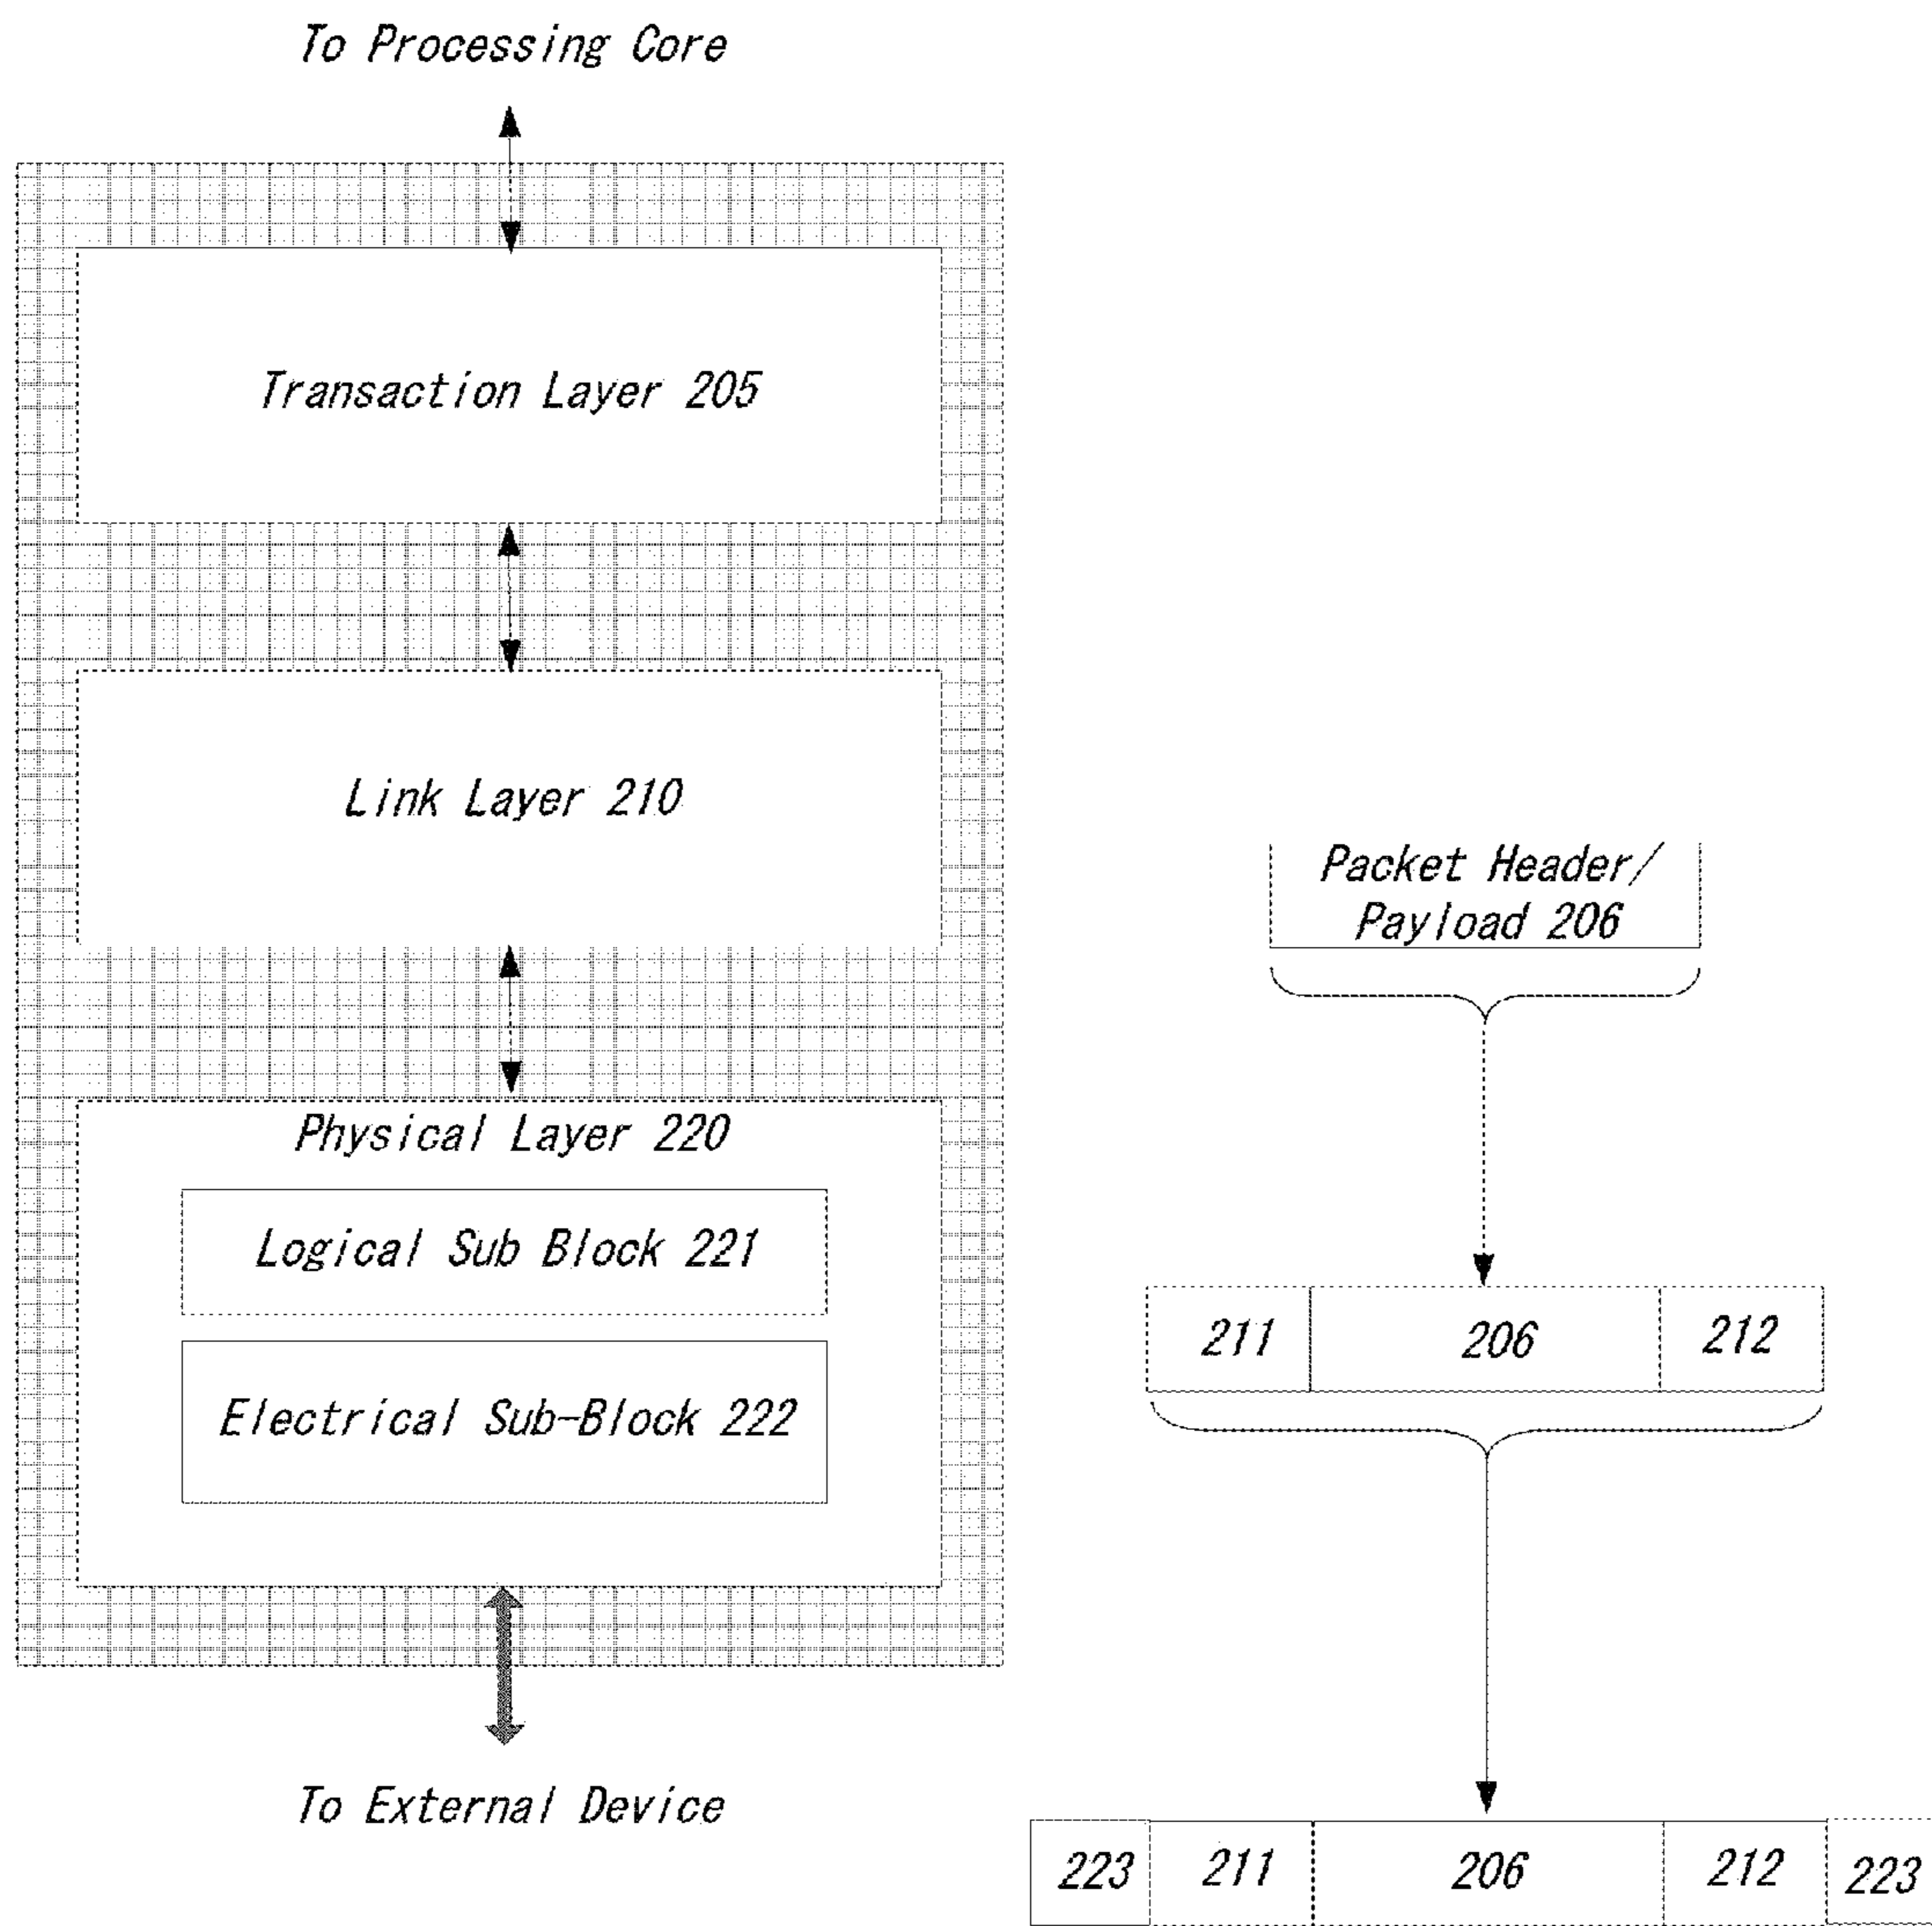 To Processing Core
Transaction Layer 205
Link Layer 210
Packet Header/
Payload 206
Physical Layer 220
Logical Sub Block 221
Electrical Sub-Block 222
211 206 212
To External Device
223 211 206 212 223